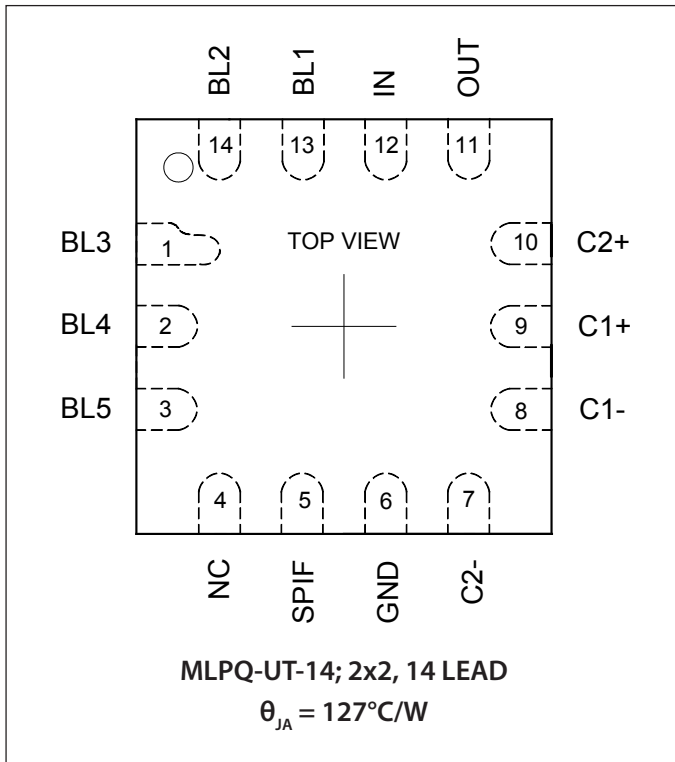 BL2 BL1 IN OUT
14 13 12 11
BL3 1 TOP VIEW 10 C2+
BL4 2 9 C1+
BL5 3 8 C1-
4 5 6 7
NC SPIF GND C2-
MLPQ-UT-14; 2x2, 14 LEAD
θJA = 127°C/W